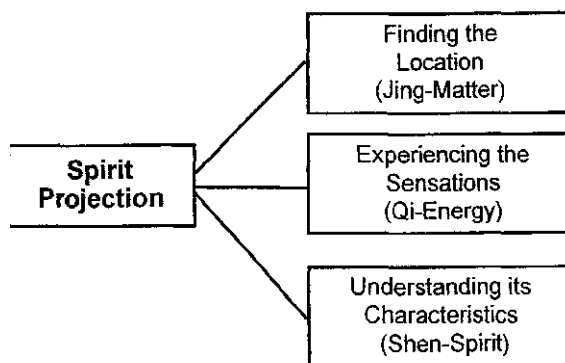 Spirit
Projection
Finding the
Location
(Jing-Matter)
Experiencing the
Sensations
(Qi-Energy)
Understanding its
Characteristics
(Shen-Spirit)